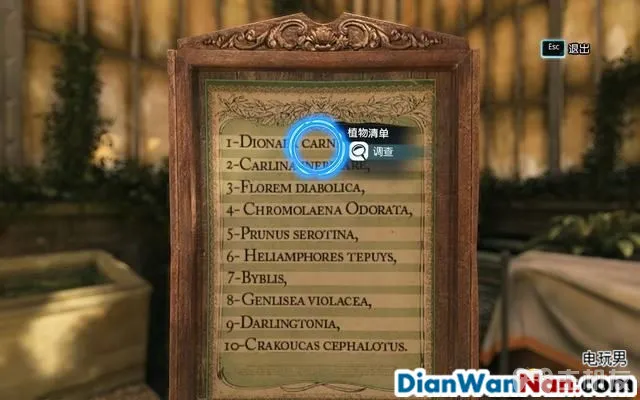 Esc 退出
植物清单
调查
1-DIONAEA CARN
2-CARLINA
3-FLOREM DIABOLICA,
4- CHROMOLAENA ODORATA,
5-PRUNUS SEROTINA,
6- HELIAMPHORES TEPUYS,
7-BYBLIS,
8-GENLISEA VIOLACEA,
9-DARLINGTONIA,
10-CRAKOUCAS CEPHALOTUS.
电玩男
DianWanNan.com